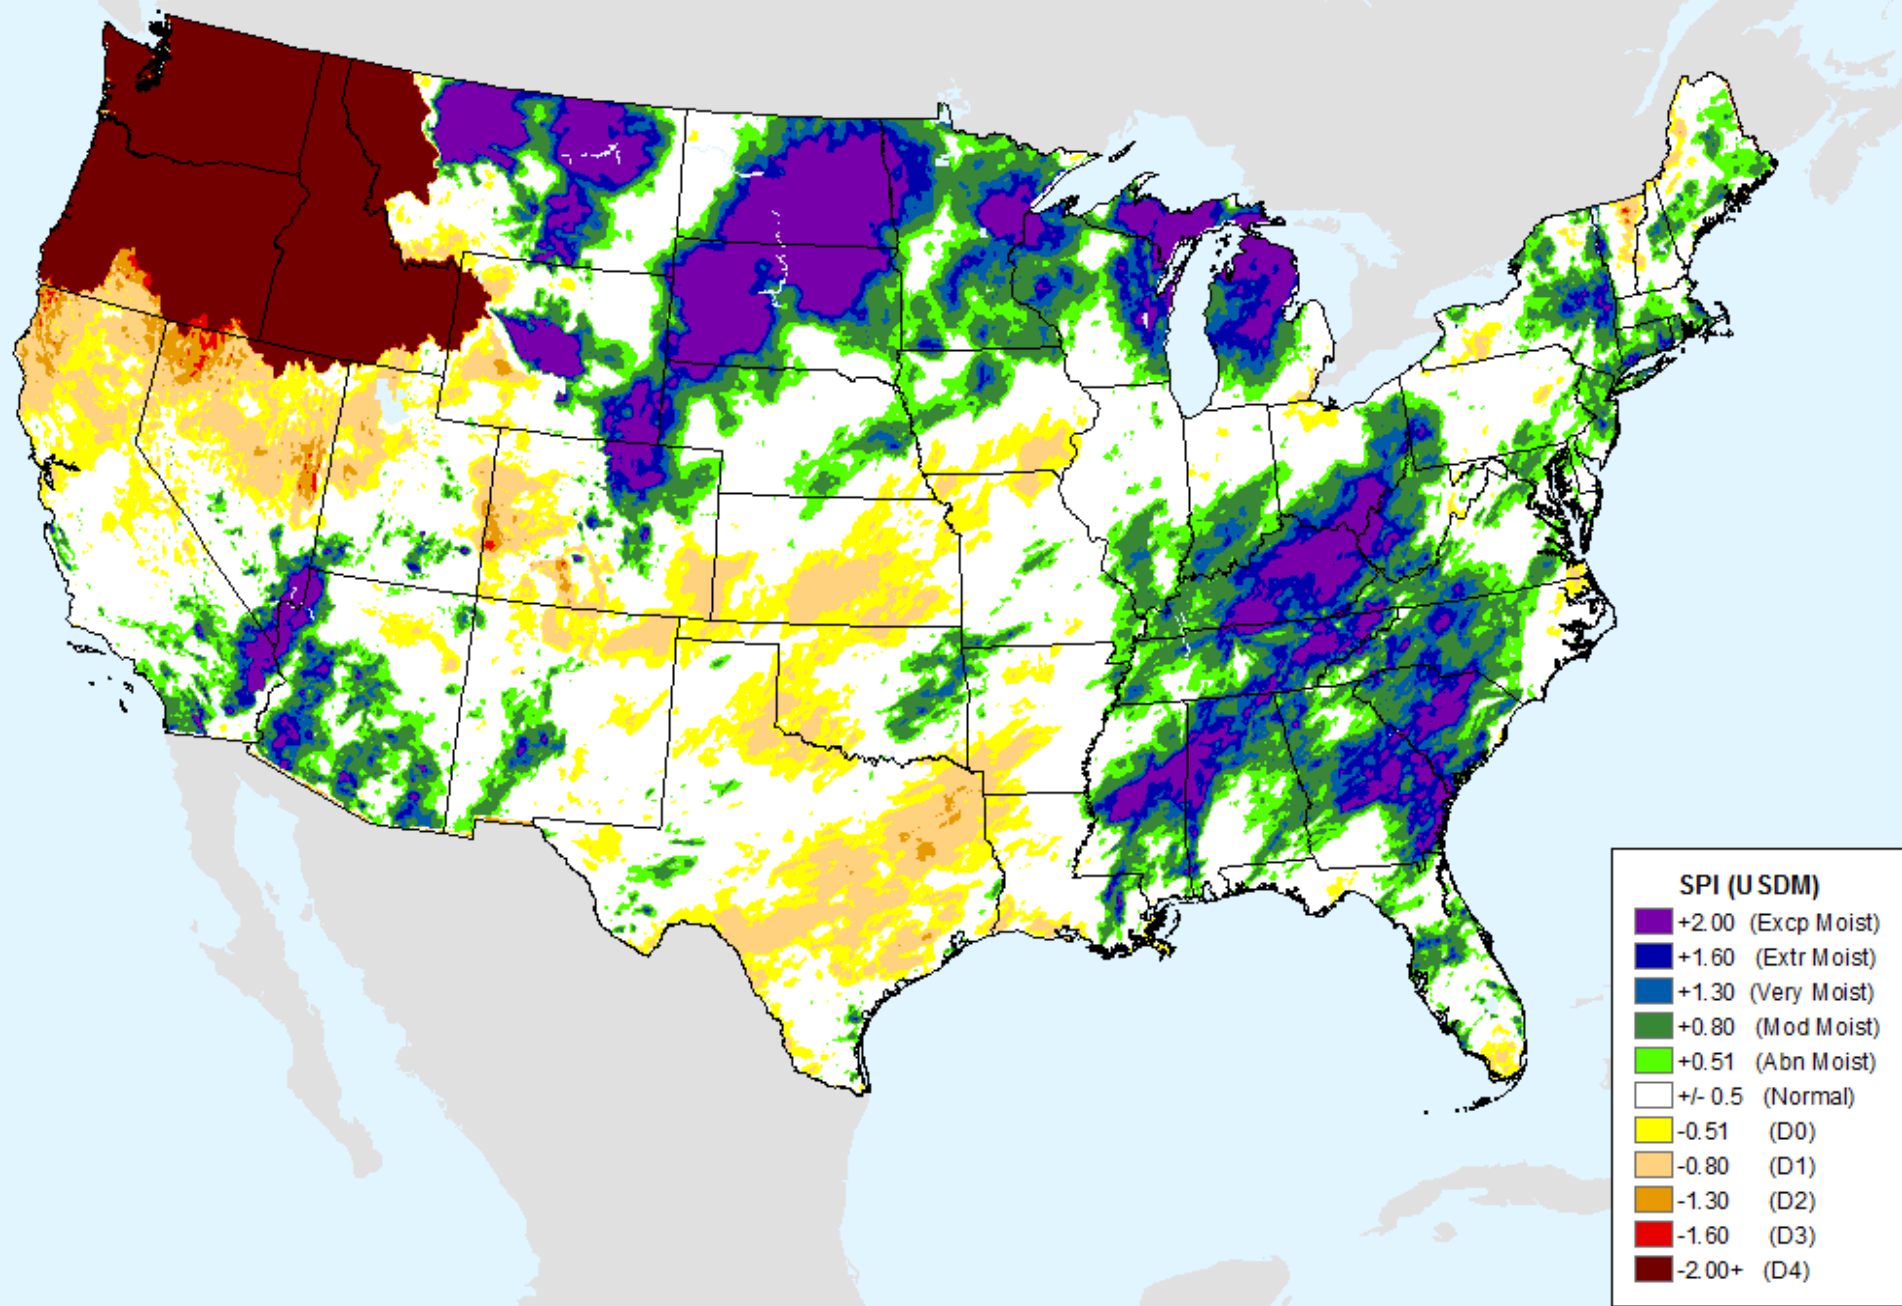 SPI (USDM)
+2.00 (Excp Moist)
+1.60 (Extr Moist)
+1.30 (Very Moist)
+0.80 (Mod Moist)
+0.51 (Abn Moist)
+/- 0.5 (Normal)
-0.51 (D0)
-0.80 (D1)
-1.30 (D2)
-1.60 (D3)
-2.00+ (D4)